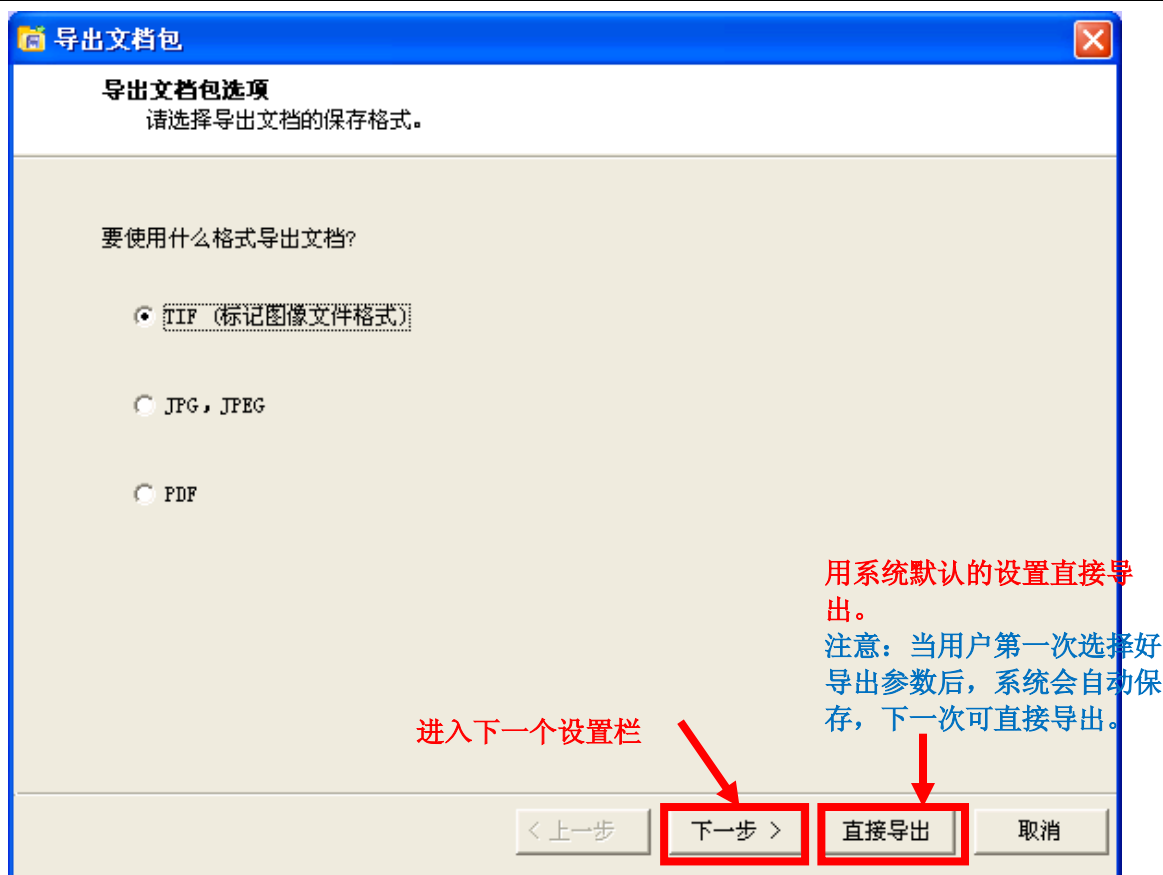 导出文档包
导出文档包选项
请选择导出文档的保存格式。
要使用什么格式导出文档?
TIF (标记图像文件格式)
JPG，JPEG
PDF
用系统默认的设置直接导
出。
注意：当用户第一次选择好
导出参数后，系统会自动保
存，下一次可直接导出。
进入下一个设置栏
< 上一步
下一步 >
直接导出
取消